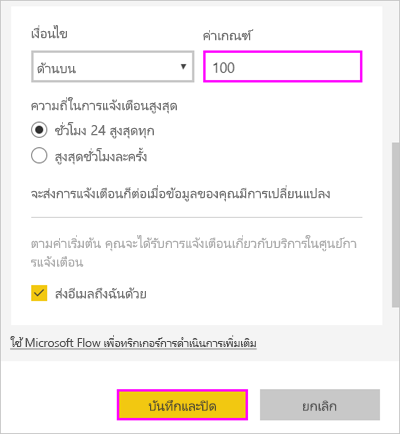 เงื่อนไข
ค่าเกณฑ์
ด้านบน
100
ความถี่ในการแจ้งเตือนสูงสุด
ชั่วโมง 24 สูงสุดทุก
สูงสุดชั่วโมงละครั้ง
จะส่งการแจ้งเตือนก็ต่อเมื่อข้อมูลของคุณมีการเปลี่ยนแปลง
ตามค่าเริ่มต้น คุณจะได้รับการแจ้งเตือนเกี่ยวกับบริการในศูนย์กา
รแจ้งเตือน
ส่งอีเมลถึงฉันด้วย
ใช้ Microsoft Flow เพื่อทริกเกอร์การดำเนินการเพิ่มเติม
บันทึกและปิด
ยกเลิก